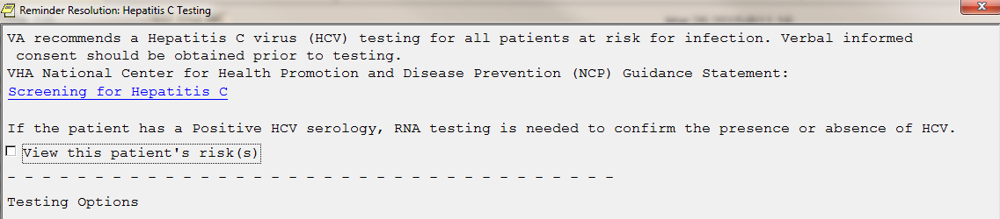 Reminder Resolution: Hepatitis C Testing
VA recommends a Hepatitis C virus (HCV) testing for all patients at risk for infection. Verbal informed
consent should be obtained prior to testing.
VHA National Center for Health Promotion and Disease Prevention (NCP) Guidance Statement:
Screening for Hepatitis C
If the patient has a Positive HCV serology, RNA testing is needed to confirm the presence or absence of HCV.
View this patient's risk(s)
- - - - - - - - - - - - - - - - - - - - - - - - - - - - - - - - - - -
Testing Options